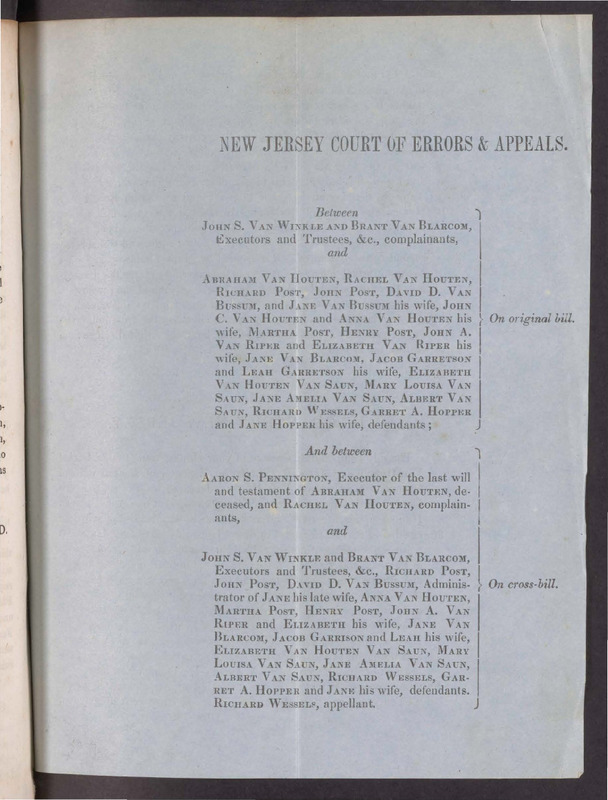 NEW JERSEY COURT OF ERRORS & APPEALS.
Between
JOHN S. VAN WINKLE AND BRANT VAN BLARCOM,
Executors and Trustees, &c., complainants,
and
ABRAHAM VAN HOUTEN, RACHEL VAN HOUTEN,
RICHARD POST, JOHN POST, DAVID D. VAN
BUSSUM, and JANE VAN BUSSUM his wife, JOHN
C. VAN HOUTEN and ANNA VAN HOUTEN his
wife, MARTHA POST, HENRY POST, JOHN A.
VAN RIPER and ELIZABETH VAN RIPER his
wife, JANE VAN BLARCOM, JACOB GARRETSON
and LEAH GARRETSON his wife, ELIZABETH
VAN HOUTEN VAN SAUN, MARY LOUISA VAN
SAUN, JANE AMELIA VAN SAUN, ALBERT VAN
SAUN, RICHARD WESSELS, GARRET A. HOPPER
and JANE HOPPER his wife, defendants;
On original bill.
And between
AARON S. PENNINGTON, Executor of the last will
and testament of ABRAHAM VAN HOUTEN, de-
ceased, and RACHEL VAN HOUTEN, complain-
ants,
and
JOHN S. VAN WINKLE and BRANT VAN BLARCOM,
Executors and Trustees, &c., RICHARD POST,
JOHN POST, DAVID D. VAN BUSSUM, Adminis-
trator of JANE his late wife, ANNA VAN HOUTEN,
MARTHA POST, HENRY POST, JOHN A. VAN
RIPER and ELIZABETH his wife, JANE VAN
BLARCOM, JACOB GARRISON and LEAH his wife,
ELIZABETH VAN HOUTEN VAN SAUN, MARY
LOUISA VAN SAUN, JANE AMELIA VAN SAUN,
ALBERT VAN SAUN, RICHARD WESSELS, GAR-
RET A. HOPPER and JANE his wife, defendants.
RICHARD WESSELS, appellant.
On cross-bill.